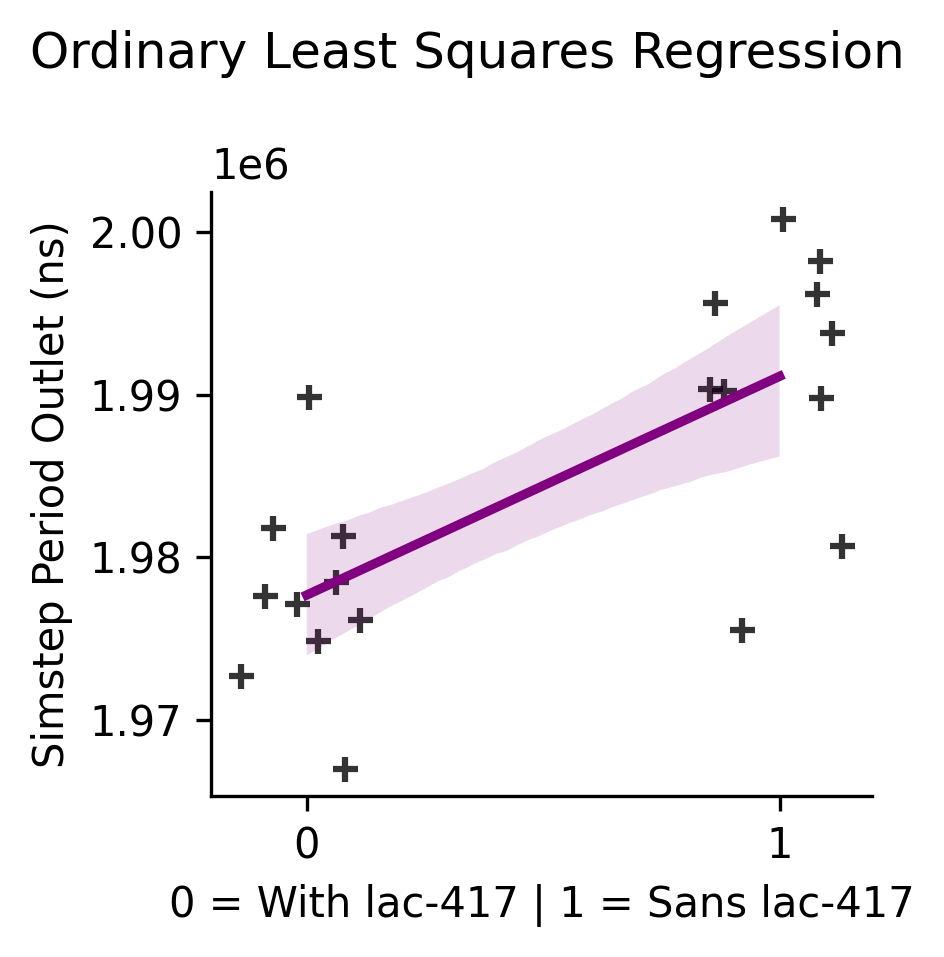 Ordinary Least Squares Regression
1e6
Simstep Period Outlet (ns)
2.00
1.99
1.98
1.97
0
1
0 = With lac-417 | 1 = Sans lac-417